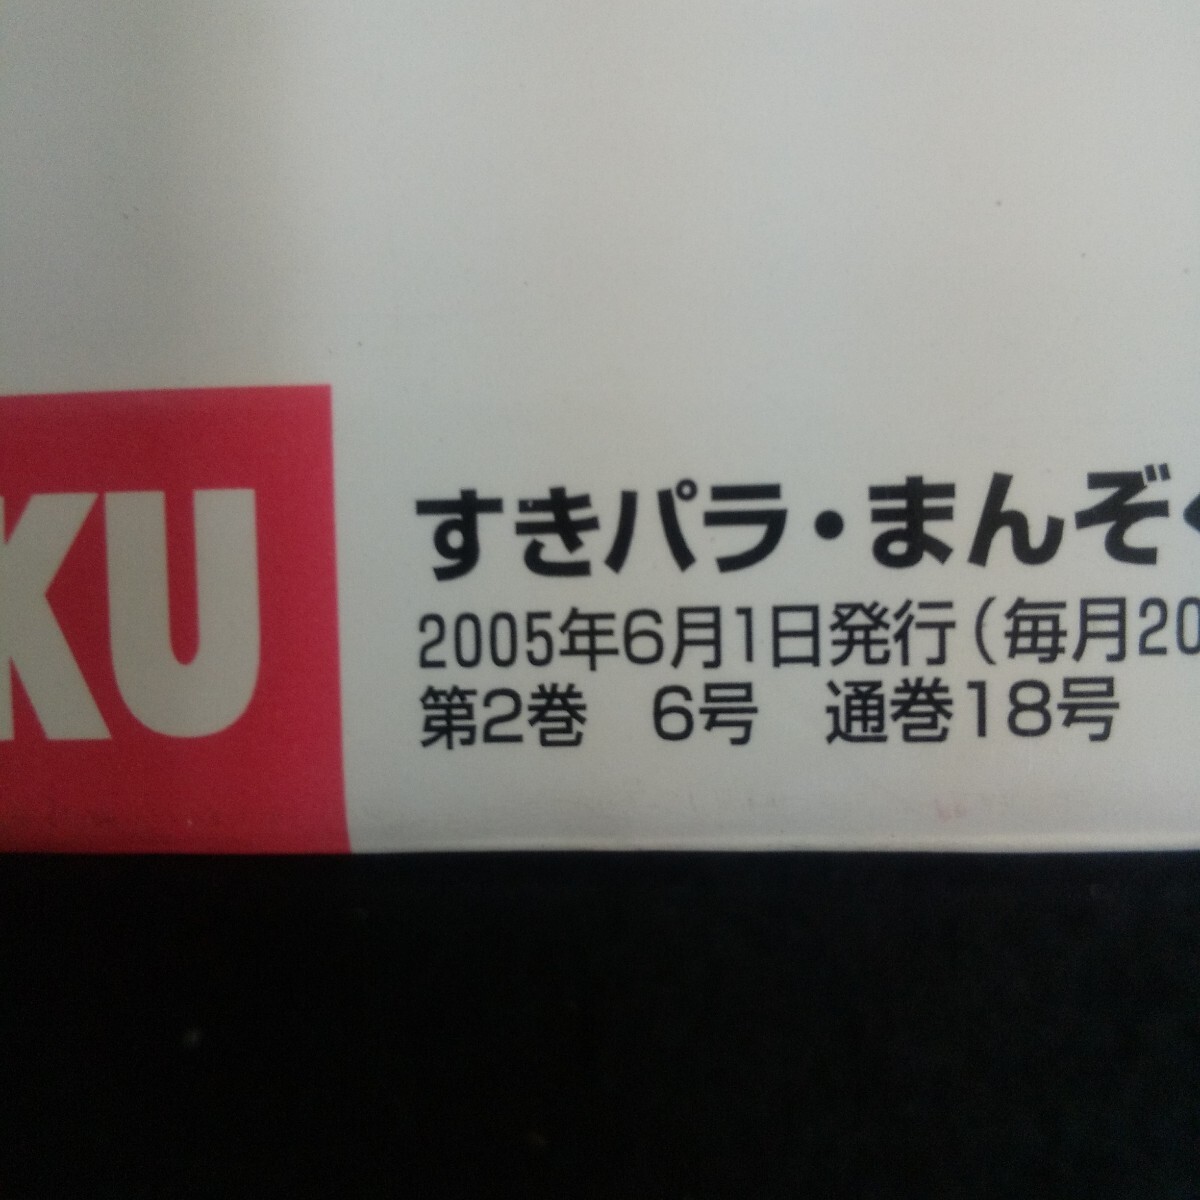 KU
すきパラ・まんぞく
2005年6月1日発行(毎月20
第2巻　6号　通巻18号